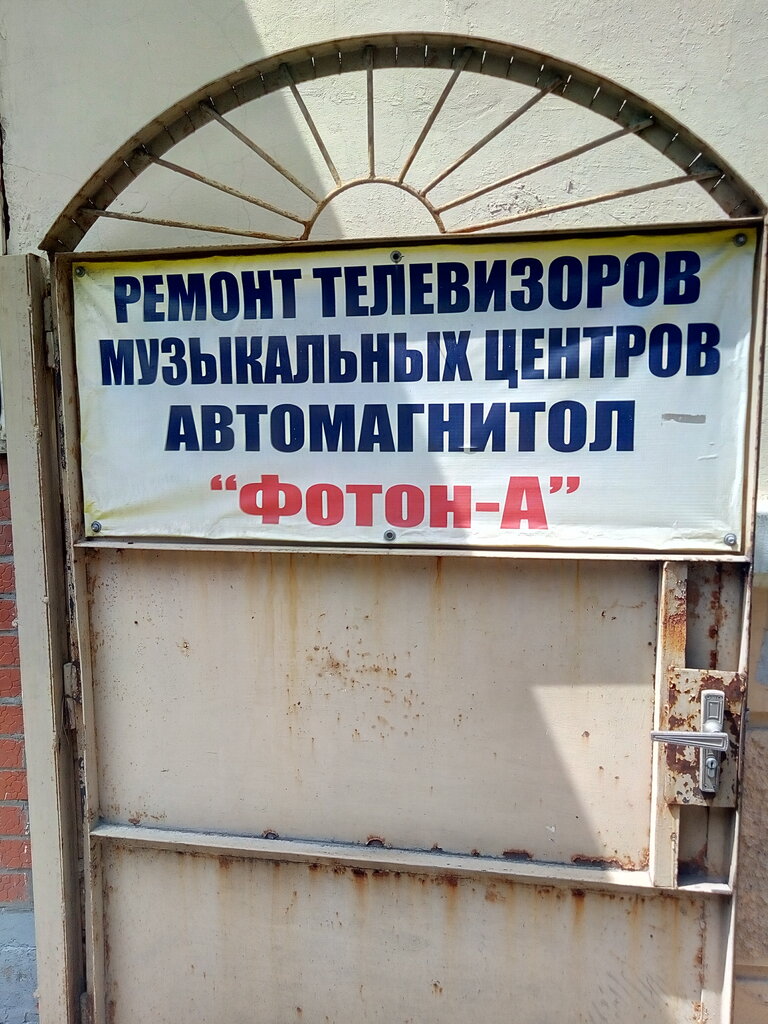 РЕМОНТ ТЕЛЕВИЗОРОВ
МУЗЫКАЛЬНЫХ ЦЕНТРОВ
АВТОМАГНИТОЛ
“ФОТОН-А”